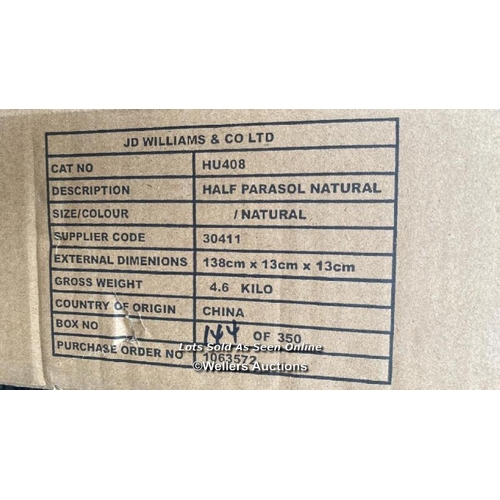 JD WILLIAMS & CO LTD
CAT NO HU408
DESCRIPTION HALF PARASOL NATURAL
SIZE/COLOUR / NATURAL
SUPPLIER CODE 30411
EXTERNAL DIMENIONS 138cm x 13cm x 13cm
GROSS WEIGHT 4.6 KILO
COUNTRY OF ORIGIN CHINA
BOX NO 144 OF 350
Lots Sold As Seen Online
PURCHASE ORDER NO 1063572
©Wellers Auctions